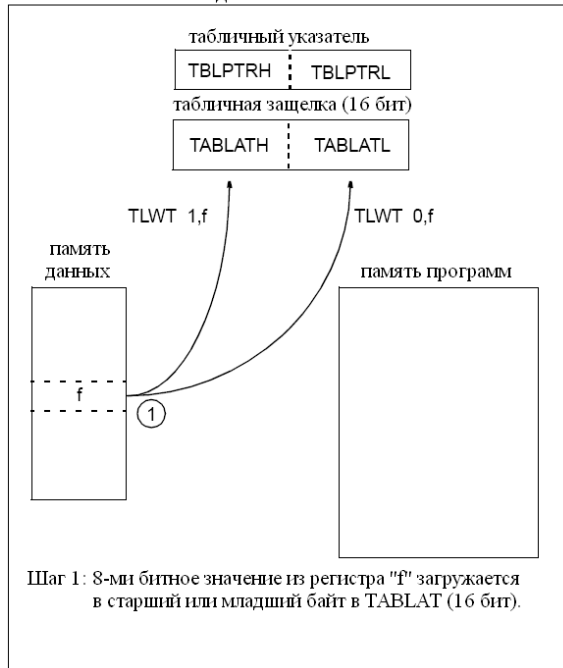 табличный указатель
TBLPTRH TBLPTRL
табличная защелка (16 бит)
TABLATH TABLATL
TLWT 1,f TLWT 0,f
память
данных
память программ
f
1
Шаг 1: 8-ми битное значение из регистра "f" загружается
в старший или младший байт в TABLAT (16 бит).